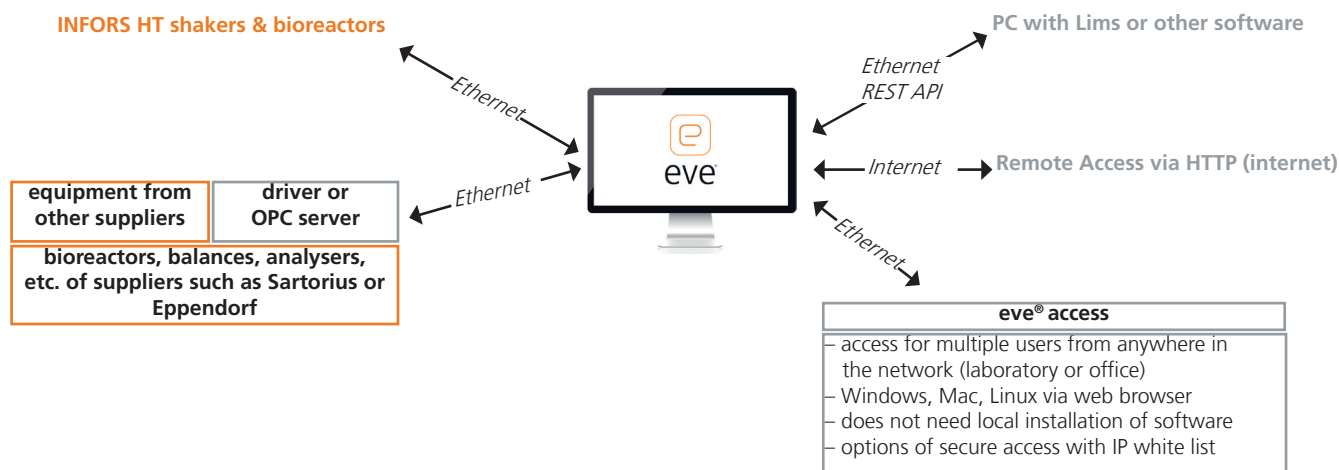 INFORS HT shakers & bioreactors
PC with Lims or other software
Ethernet
Ethernet
REST API
eve®
Internet
Remote Access via HTTP (internet)
Ethernet
equipment from
other suppliers
driver or
OPC server
bioreactors, balances, analysers,
etc. of suppliers such as Sartorius or
Eppendorf
Ethernet
eve® access
– access for multiple users from anywhere in
the network (laboratory or office)
– Windows, Mac, Linux via web browser
– does not need local installation of software
– options of secure access with IP white list